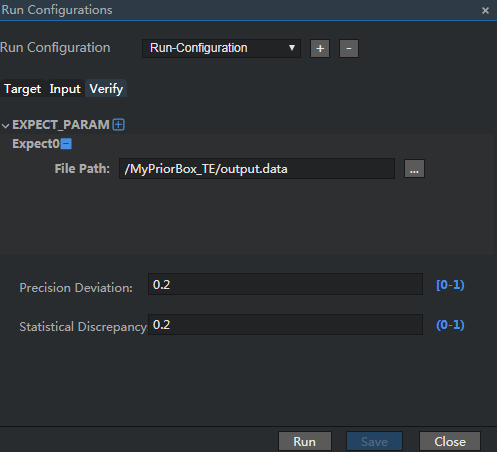 Run Configurations ×
Run Configuration Run-Configuration ▼ + -
Target Input Verify
EXPECT_PARAM +
Expect0 −
File Path: /MyPriorBox_TE/output.data ...
Precision Deviation: 0.2 [0-1)
Statistical Discrepancy 0.2 (0-1)
Run Save Close